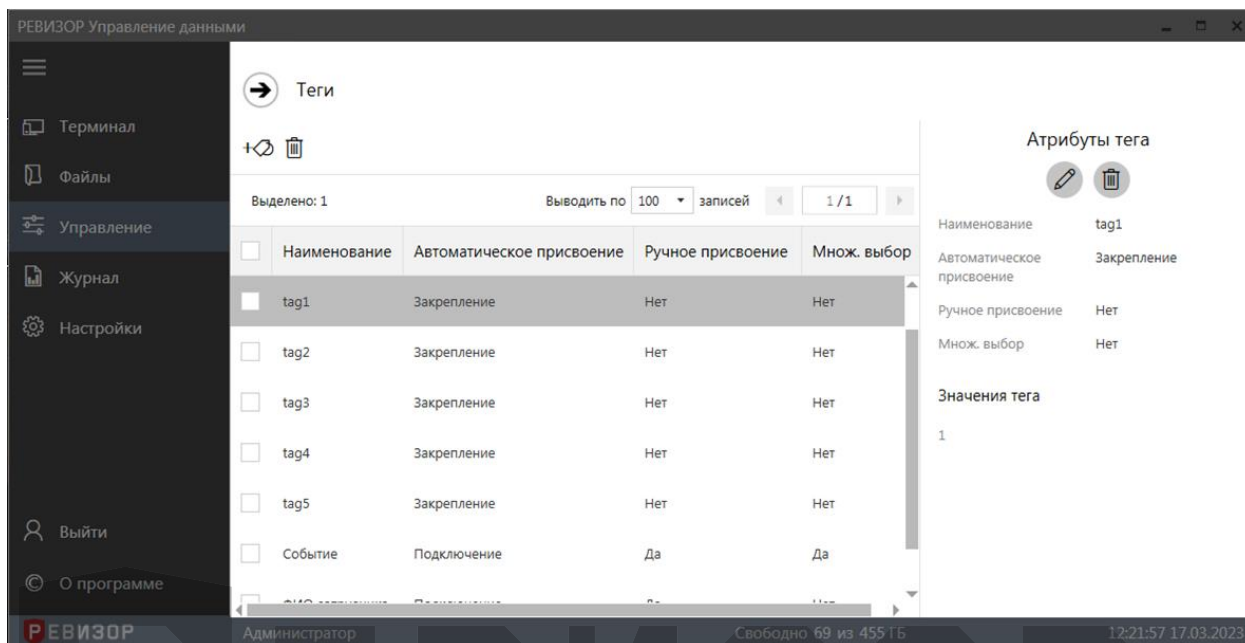 РЕВИЗОР Управление данными
Теги
Терминал
Файлы
Управление
Журнал
Настройки
Выйти
О программе
Выделено: 1 Выводить по 100 записей 1 / 1
Наименование Автоматическое присвоение Ручное присвоение Множ. выбор
tag1 Закрепление Нет Нет
tag2 Закрепление Нет Нет
tag3 Закрепление Нет Нет
tag4 Закрепление Нет Нет
tag5 Закрепление Нет Нет
Событие Подключение Да Да
Атрибуты тега
Наименование tag1
Автоматическое Закрепление
присвоение
Ручное присвоение Нет
Множ. выбор Нет
Значения тега
1
РЕВИЗОР Администратор Свободно 69 из 455 ТБ 12:21:57 17.03.2023